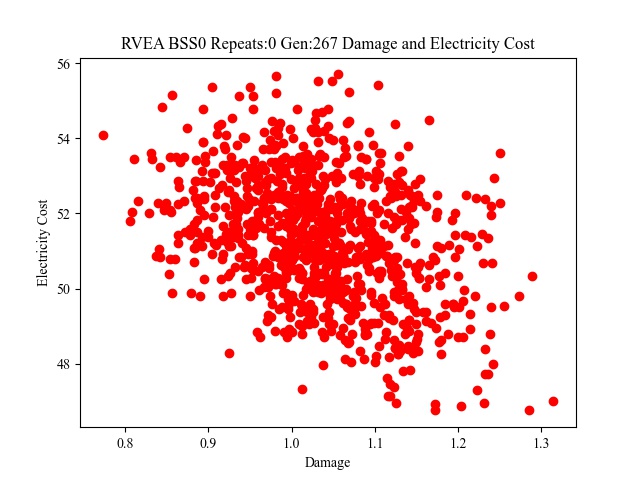 RVEA BSS0 Repeats:0 Gen:267 Damage and Electricity Cost
56
54
52
50
48
Electricity Cost
0.8 0.9 1.0 1.1 1.2 1.3
Damage